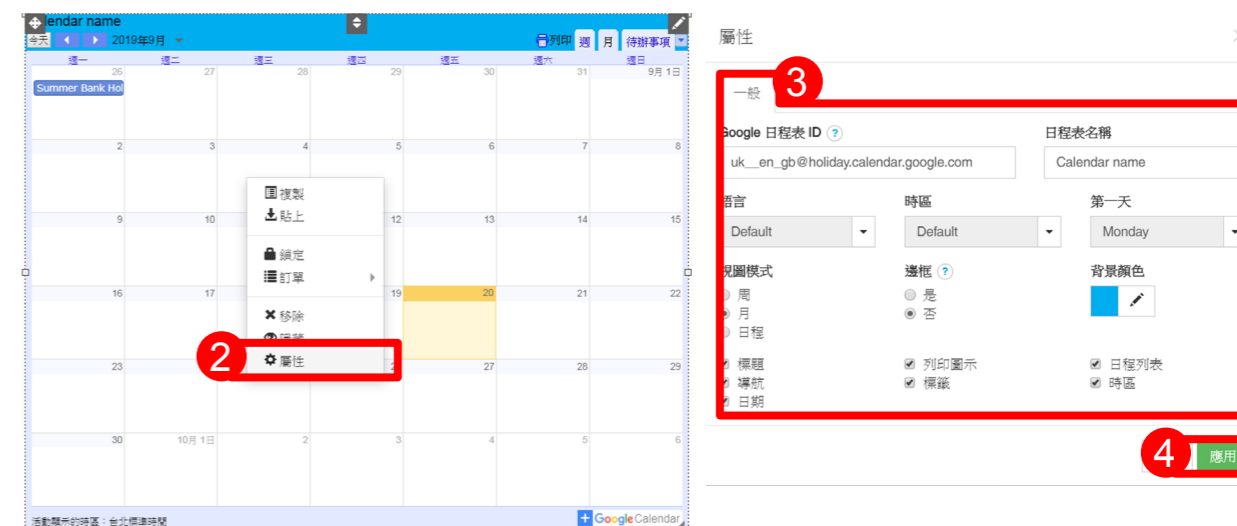 endar name
今天 2019年9月 列印 週 月 待辦事項
週一 週二 週三 週四 週五 週六 週日
26 27 28 29 30 31 9月 1日
Summer Bank Hol
2 3 4 5 6 7 8
9 10 12 13 14 15
16 17 19 20 21 22
23 27 28 29
30 10月 1日 2 3 4 5 6
複製
貼上
鎖定
訂單
移除
隱藏
2
屬性
活動顯示的時區：台北標準時間
Google Calendar
屬性
3
一般
Google 日程表 ID ? 日程表名稱
uk__en_gb@holiday.calendar.google.com Calendar name
語言 時區 第一天
Default Default Monday
視圖模式 邊框 ? 背景顏色
周 是
月 否
日程
標題 列印圖示 日程列表
導航 標籤 時區
日期
4 應用